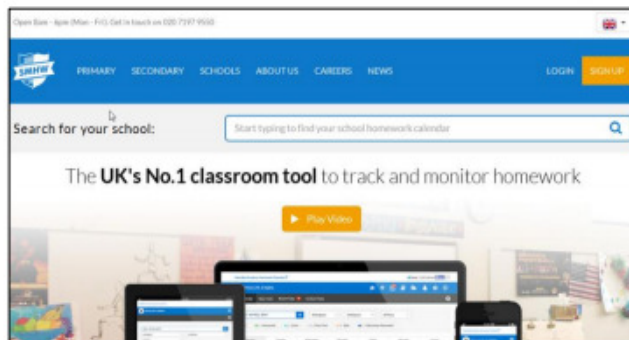 Open 8am - 6pm (Mon - Fri). Get in touch on 020 7197 9550
SMHW PRIMARY SECONDARY SCHOOLS ABOUT US CAREERS NEWS LOGIN SIGN UP
Search for your school: Start typing to find your school homework calendar
The UK's No.1 classroom tool to track and monitor homework
Play Video